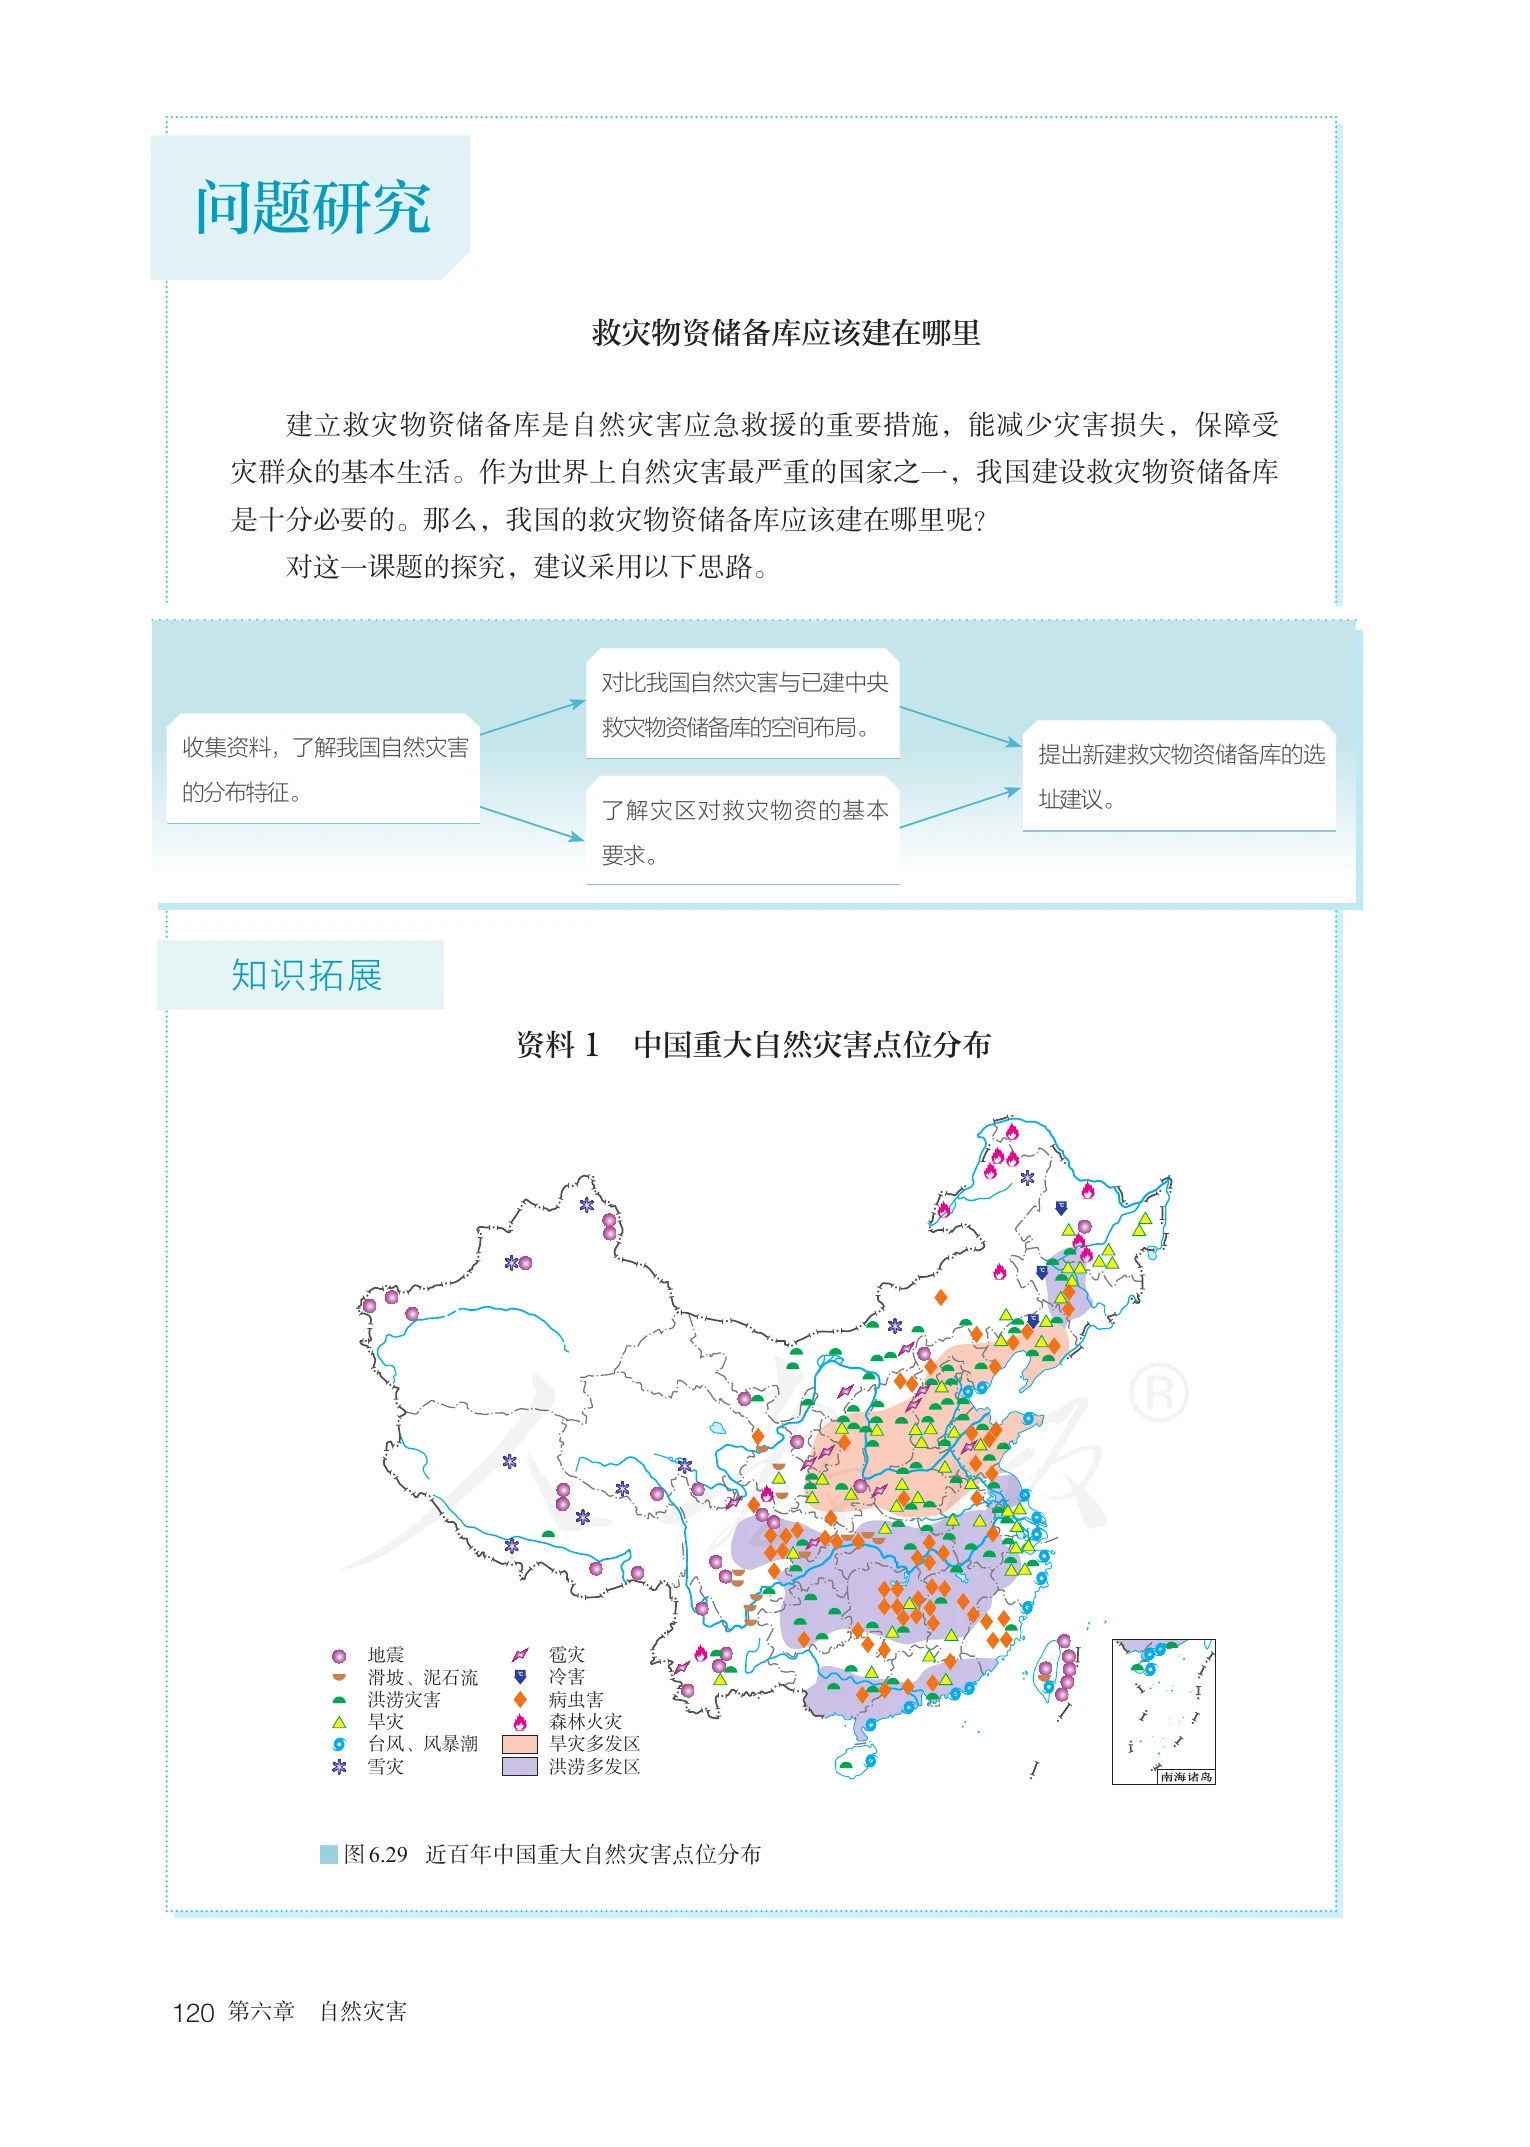 问题研究
救灾物资储备库应该建在哪里
建立救灾物资储备库是自然灾害应急救援的重要措施，能减少灾害损失，保障受
灾群众的基本生活。作为世界上自然灾害最严重的国家之一，我国建设救灾物资储备库
是十分必要的。那么，我国的救灾物资储备库应该建在哪里呢？
对这一课题的探究，建议采用以下思路。
收集资料，了解我国自然灾害
的分布特征。
对比我国自然灾害与已建中央
救灾物资储备库的空间布局。
了解灾区对救灾物资的基本
要求。
提出新建救灾物资储备库的选
址建议。
知识拓展
资料 1　中国重大自然灾害点位分布
地震
滑坡、泥石流
洪涝灾害
旱灾
台风、风暴潮
雪灾
雹灾
冷害
病虫害
森林火灾
旱灾多发区
洪涝多发区
南海诸岛
®
图6.29 近百年中国重大自然灾害点位分布
120 第六章　自然灾害